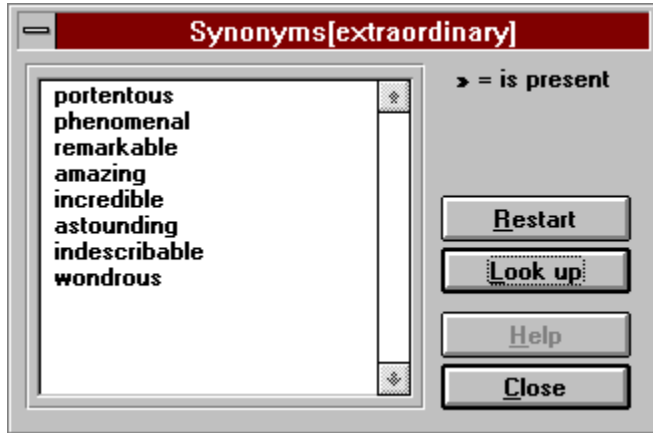 Synonyms[extraordinary]
portentous
phenomenal
remarkable
amazing
incredible
astounding
indescribable
wondrous
> = is present
Restart
Look up
Help
Close